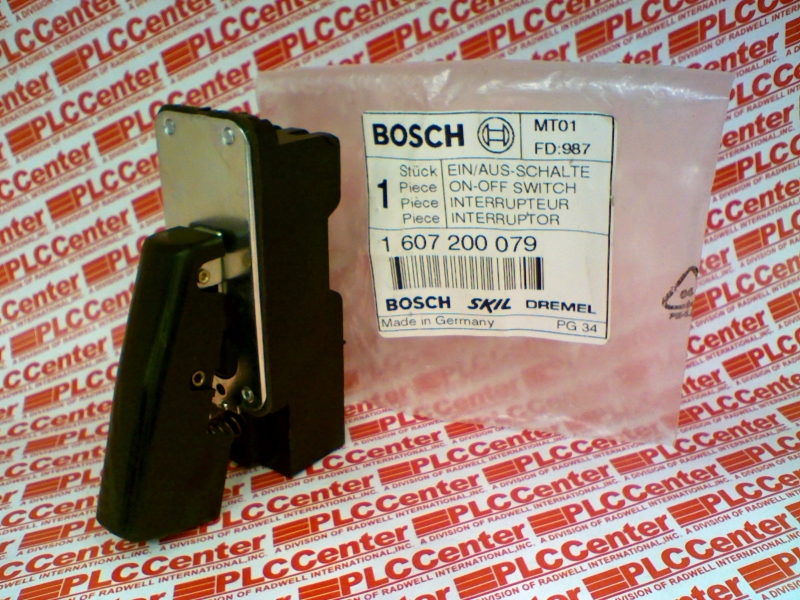 BOSCH
MT01
FD:987
1
Stück
Piece
Pièce
Piece
EIN/AUS-SCHALTE
ON-OFF SWITCH
INTERRUPTEUR
INTERRUPTOR
1 607 200 079
BOSCH SKIL DREMEL
Made in Germany PG 34
PLCCenter
A DIVISION OF RADWELL INTERNATIONAL, INC.